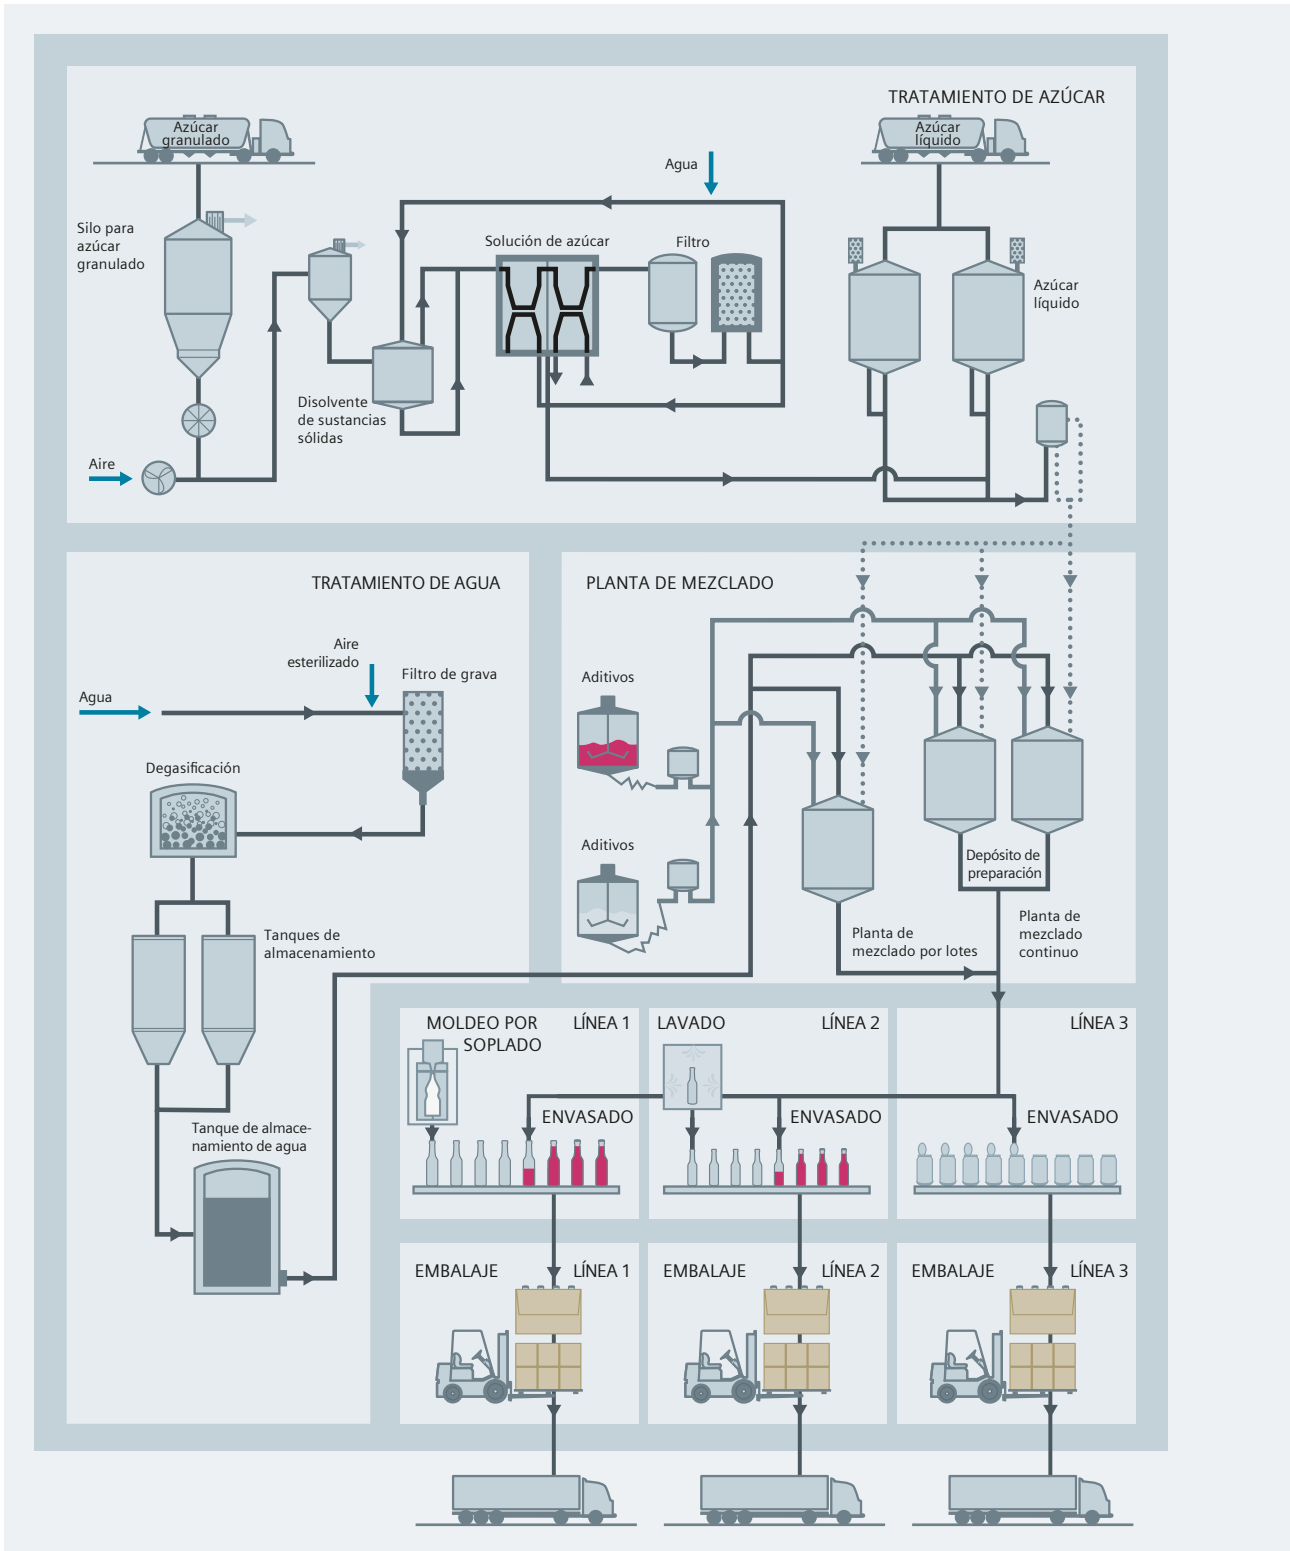 TRATAMIENTO DE AZÚCAR
Azúcar
granulado
Azúcar
líquido
Agua
Silo para
azúcar
granulado
Solución de azúcar
Filtro
Azúcar
líquido
Disolvente
de sustancias
sólidas
Aire
TRATAMIENTO DE AGUA
Aire
esterilizado
Filtro de grava
Agua
Degasificación
Tanques de
almacenamiento
Tanque de almace-
namiento de agua
PLANTA DE MEZCLADO
Aditivos
Aditivos
Depósito de
preparación
Planta de
mezclado por lotes
Planta de
mezclado
continuo
MOLDEO POR
SOPLADO
LÍNEA 1
ENVASADO
LAVADO
LÍNEA 2
ENVASADO
LÍNEA 3
ENVASADO
EMBALAJE
LÍNEA 1
EMBALAJE
LÍNEA 2
EMBALAJE
LÍNEA 3